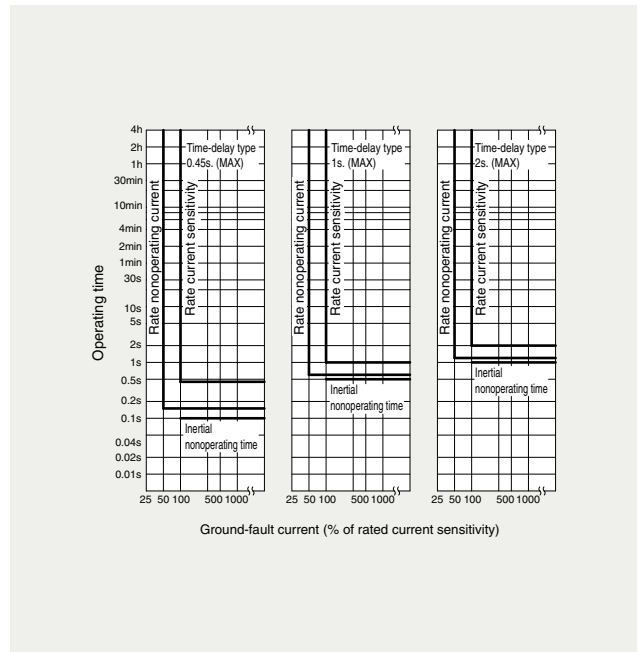 4h
2h
1h
30min
10min
4min
2min
1min
30s
10s
5s
2s
1s
0.5s
0.2s
0.1s
0.04s
0.02s
0.01s
Operating time
Time-delay type
0.45s. (MAX)
Rate nonoperating current
Rate current sensitivity
Inertial
nonoperating time
25 50 100 500 1000
Time-delay type
1s. (MAX)
Rate nonoperating current
Rate current sensitivity
Inertial
nonoperating time
25 50 100 500 1000
Time-delay type
2s. (MAX)
Rate nonoperating current
Rate current sensitivity
Inertial
nonoperating time
25 50 100 500 1000
Ground-fault current (% of rated current sensitivity)